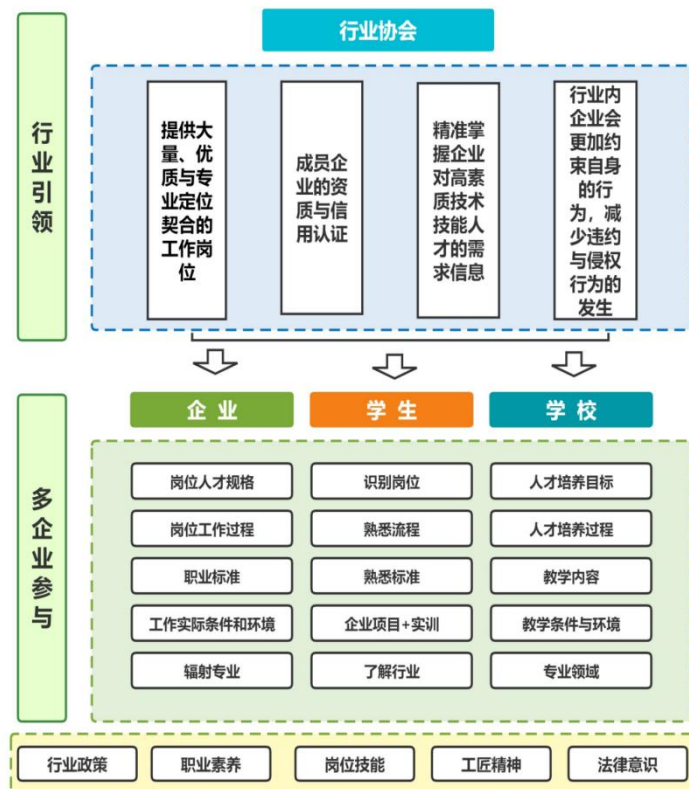 行业协会
行业引领
提供大
量、优
质与专
业定位
契合的
工作岗
位
成员企
业的资
质与信
用认证
精准掌
握企业
对高素
质技术
技能人
才的需
求信息
行业内
企业会
更加约
束自身
的行
为，减
少违约
与侵权
行为的
发生
多企业参与
企业
学生
学校
岗位人才规格
识别岗位
人才培养目标
岗位工作过程
熟悉流程
人才培养过程
职业标准
熟悉标准
教学内容
工作实际条件和环境
企业项目+实训
教学条件与环境
辐射专业
了解行业
专业领域
行业政策
职业素养
岗位技能
工匠精神
法律意识